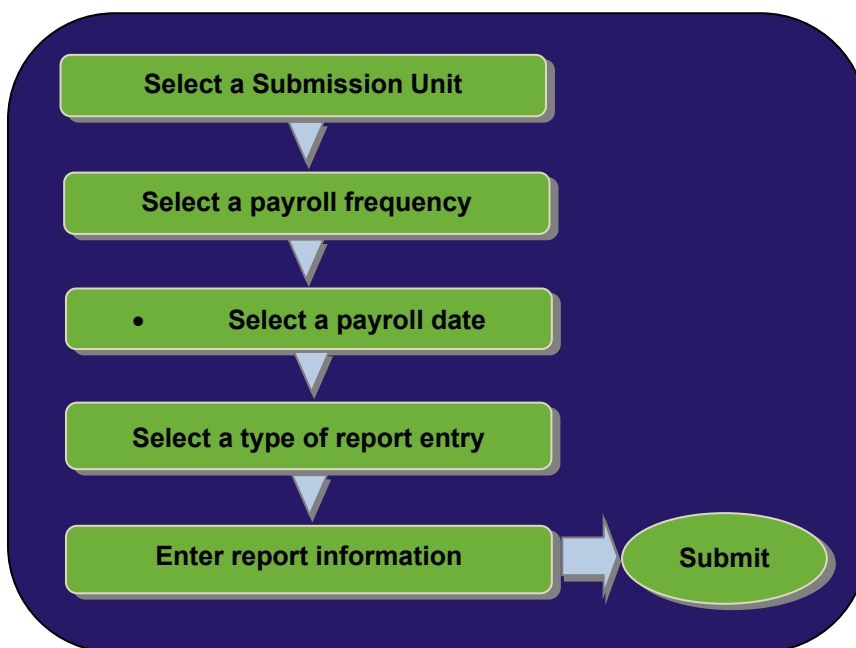 Select a Submission Unit
Select a payroll frequency
• Select a payroll date
Select a type of report entry
Enter report information
Submit